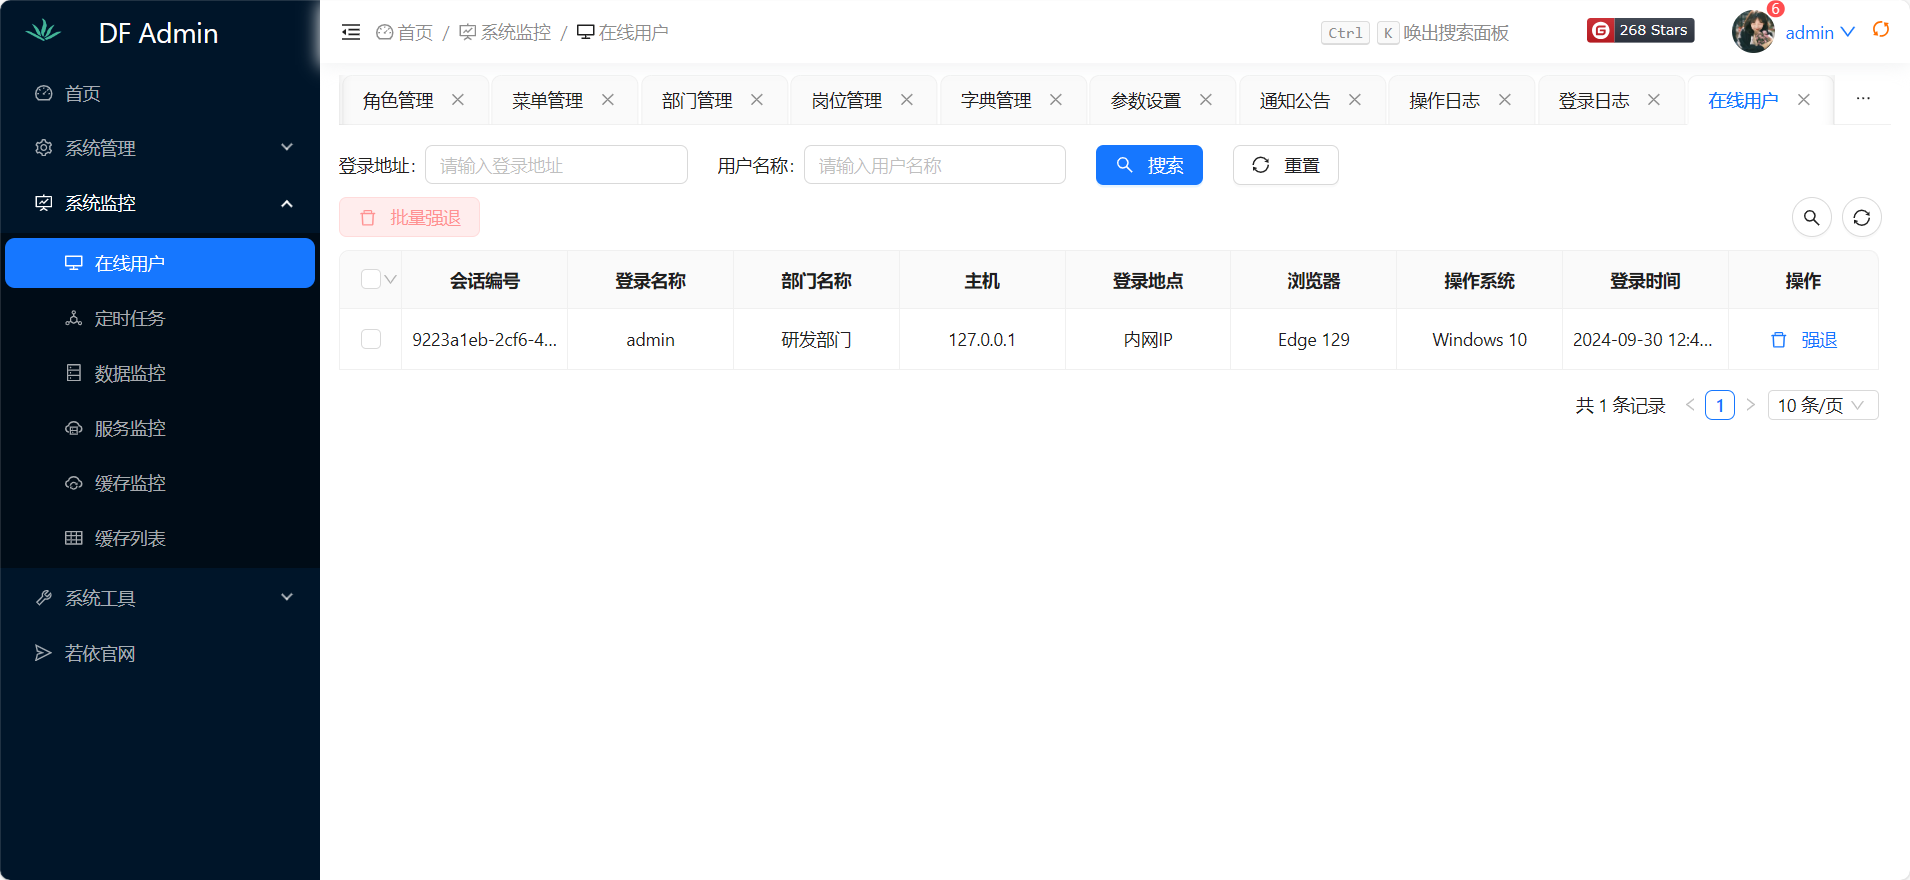 DF Admin
首页
系统管理
系统监控
在线用户
定时任务
数据监控
服务监控
缓存监控
缓存列表
系统工具
若依官网
首页 / 系统监控 / 在线用户
Ctrl K 唤出搜索面板
268 Stars
6
admin
角色管理 菜单管理 部门管理 岗位管理 字典管理 参数设置 通知公告 操作日志 登录日志 在线用户 ···
登录地址: 请输入登录地址 用户名称: 请输入用户名称 搜索 重置
批量强退
会话编号 登录名称 部门名称 主机 登录地点 浏览器 操作系统 登录时间 操作
9223a1eb-2cf6-4... admin 研发部门 127.0.0.1 内网IP Edge 129 Windows 10 2024-09-30 12:4... 强退
共 1 条记录 < 1 > 10 条/页